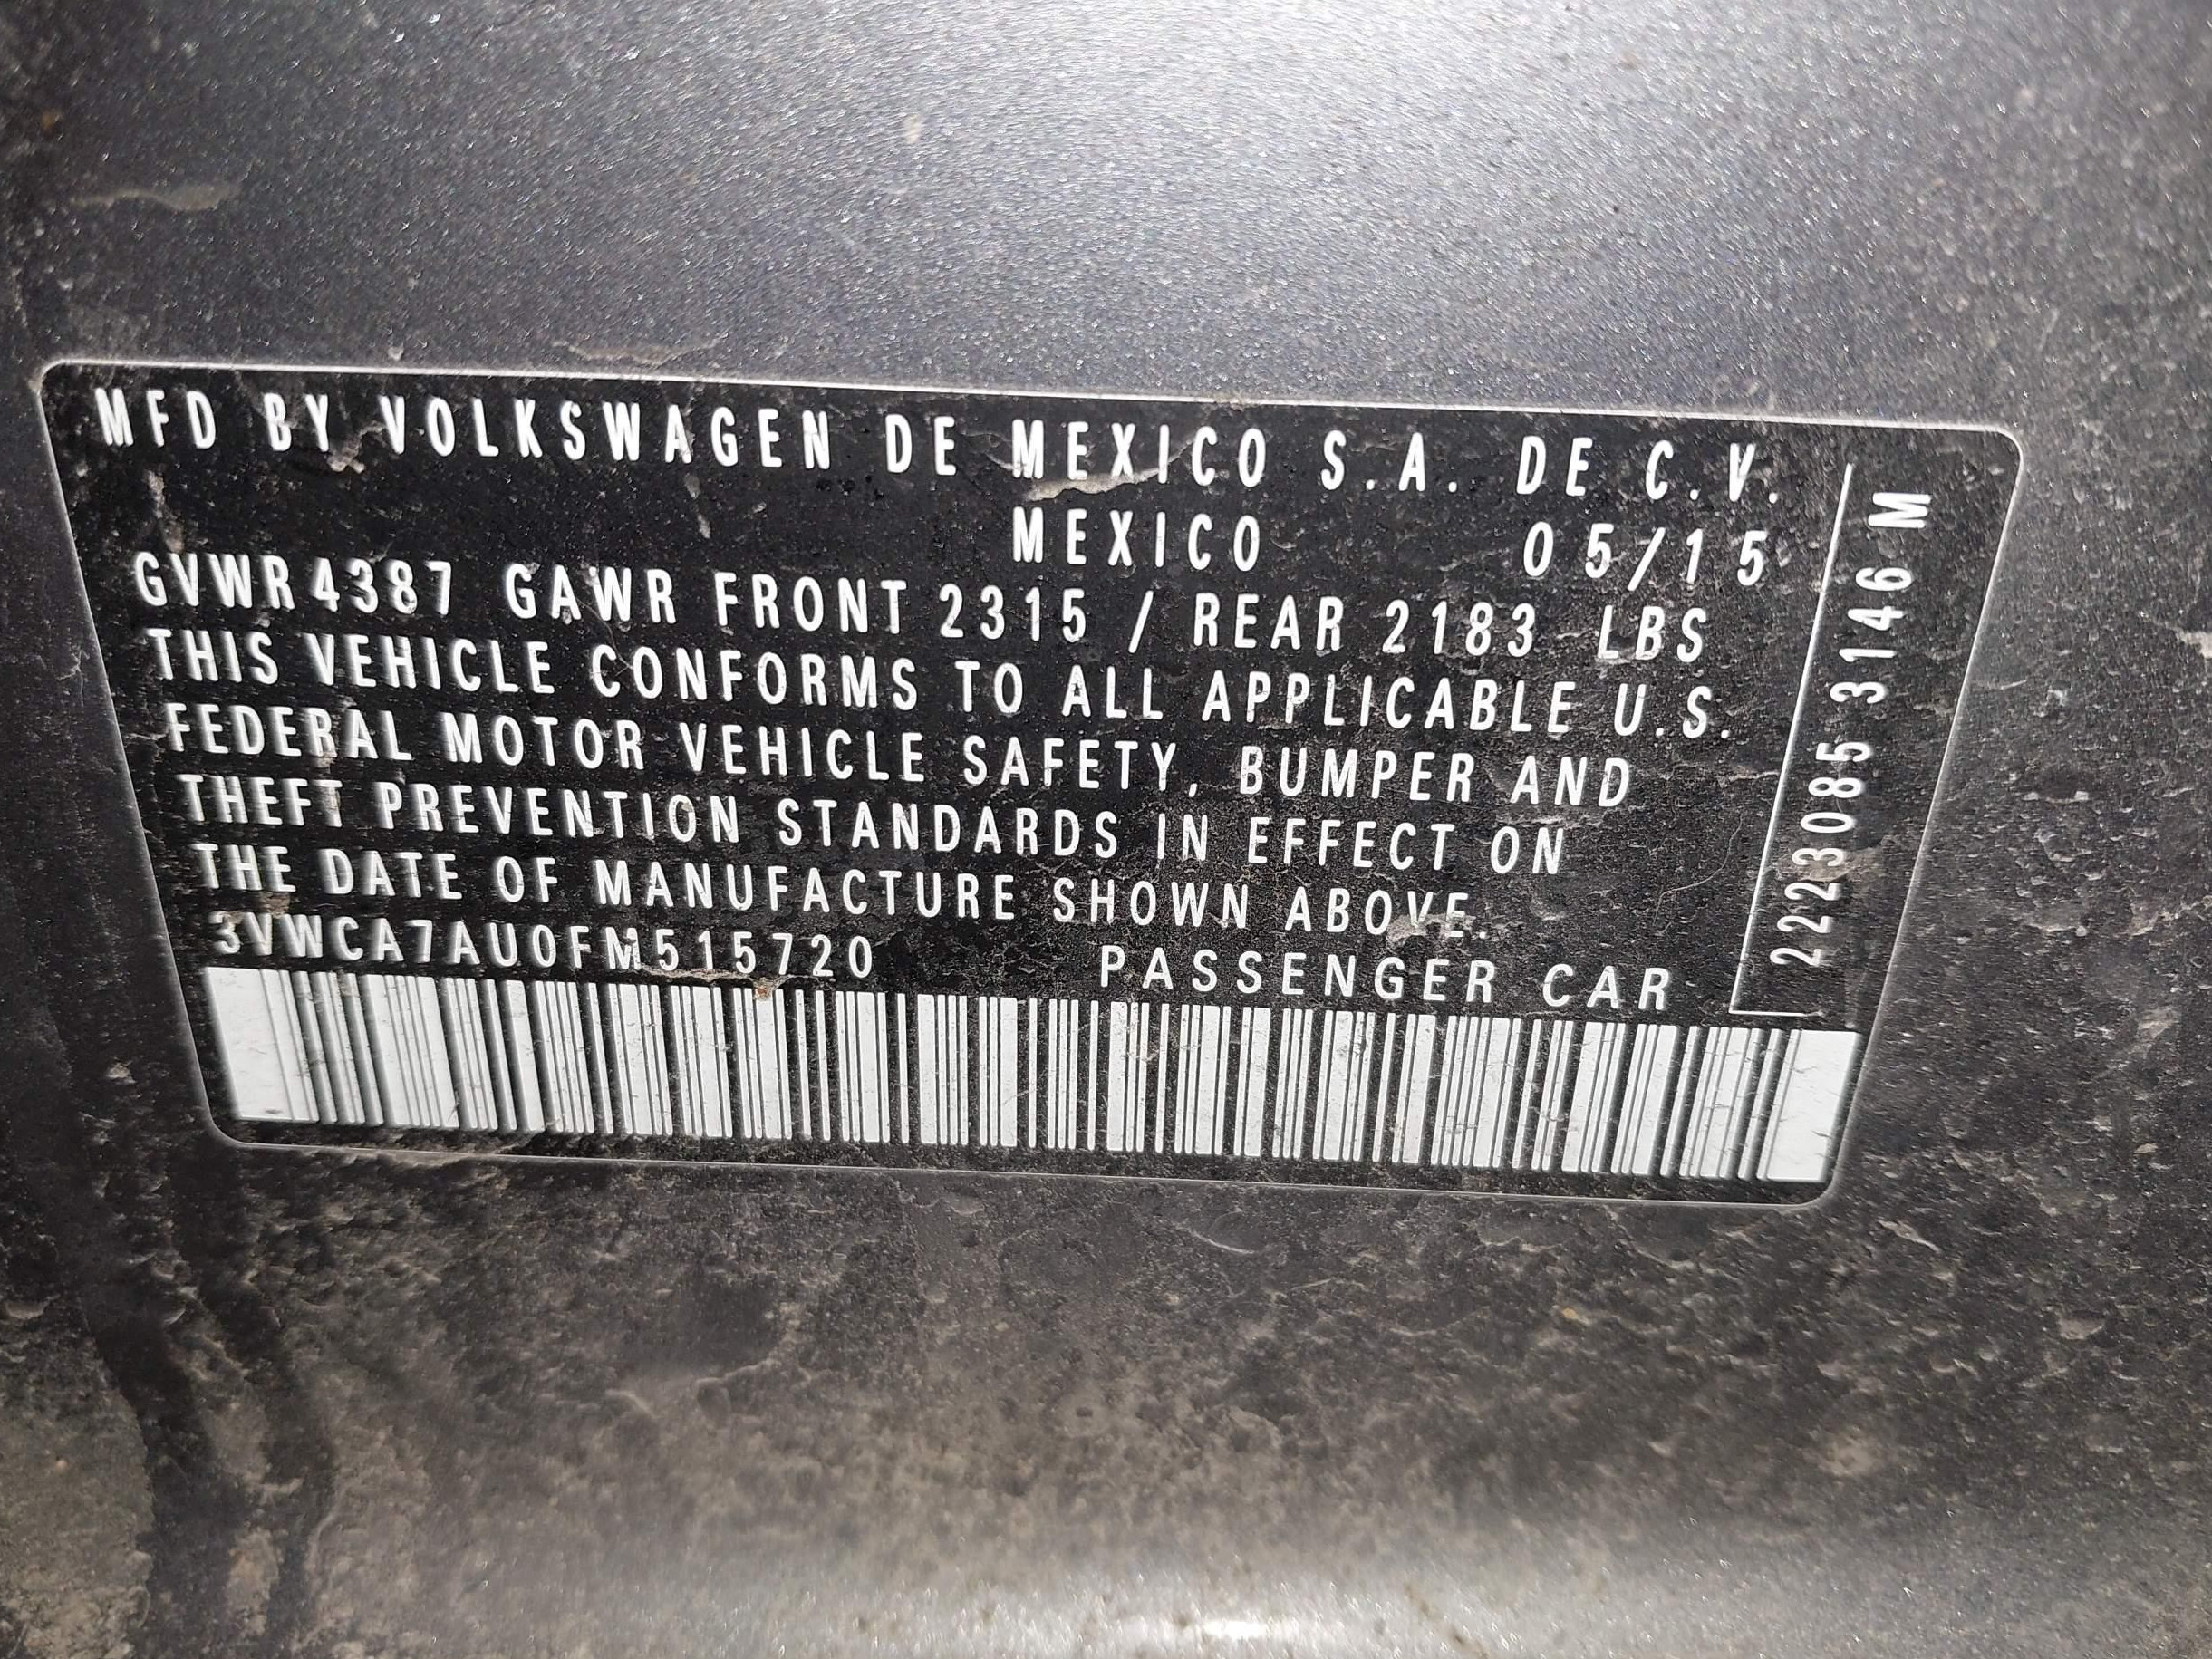 MFD BY VOLKSWAGEN DE MEXICO S.A. DE C.V.
MEXICO 05/15
GVWR 4387 GAWR FRONT 2315 / REAR 2183 LBS
THIS VEHICLE CONFORMS TO ALL APPLICABLE U.S.
FEDERAL MOTOR VEHICLE SAFETY, BUMPER AND
THEFT PREVENTION STANDARDS IN EFFECT ON
THE DATE OF MANUFACTURE SHOWN ABOVE.
3VWCA7AU0FM515720 PASSENGER CAR
2223085 3146 M